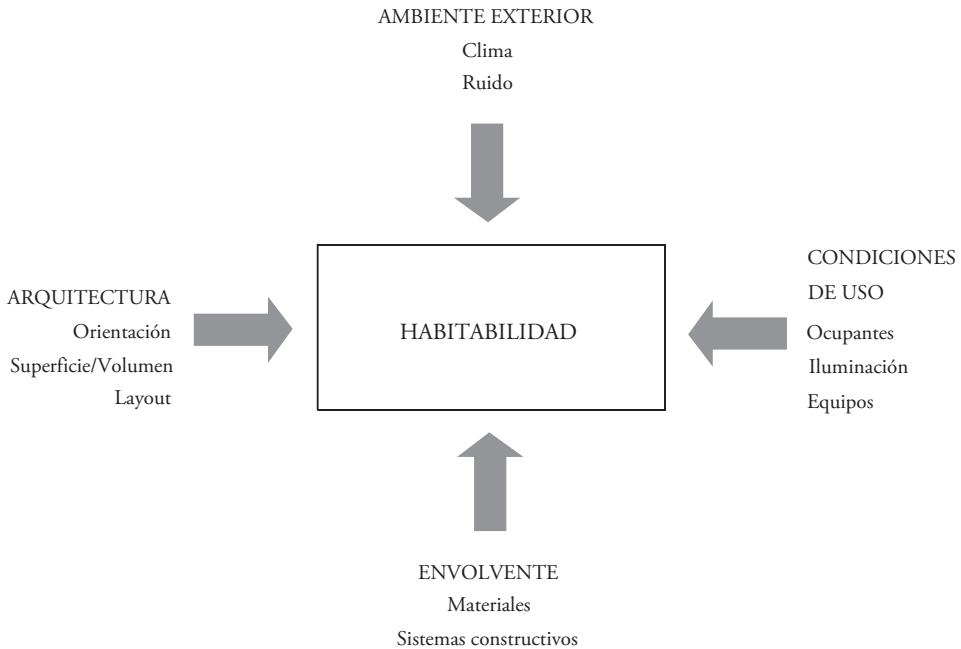 AMBIENTE EXTERIOR
Clima
Ruido
ARQUITECTURA
Orientación
Superficie/Volumen
Layout
HABITABILIDAD
CONDICIONES
DE USO
Ocupantes
Iluminación
Equipos
ENVOLVENTE
Materiales
Sistemas constructivos